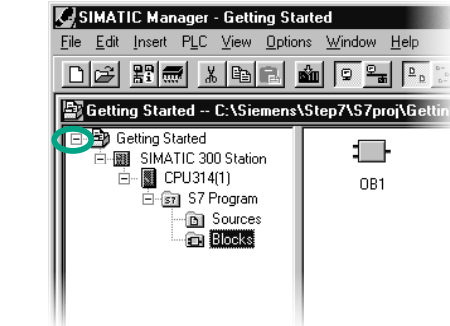 SIMATIC Manager - Getting Started
File Edit Insert PLC View Options Window Help
Getting Started -- C:\Siemens\Step7\S7proj\Gettin
Getting Started
SIMATIC 300 Station
CPU314(1)
S7 Program
Sources
Blocks
OB1